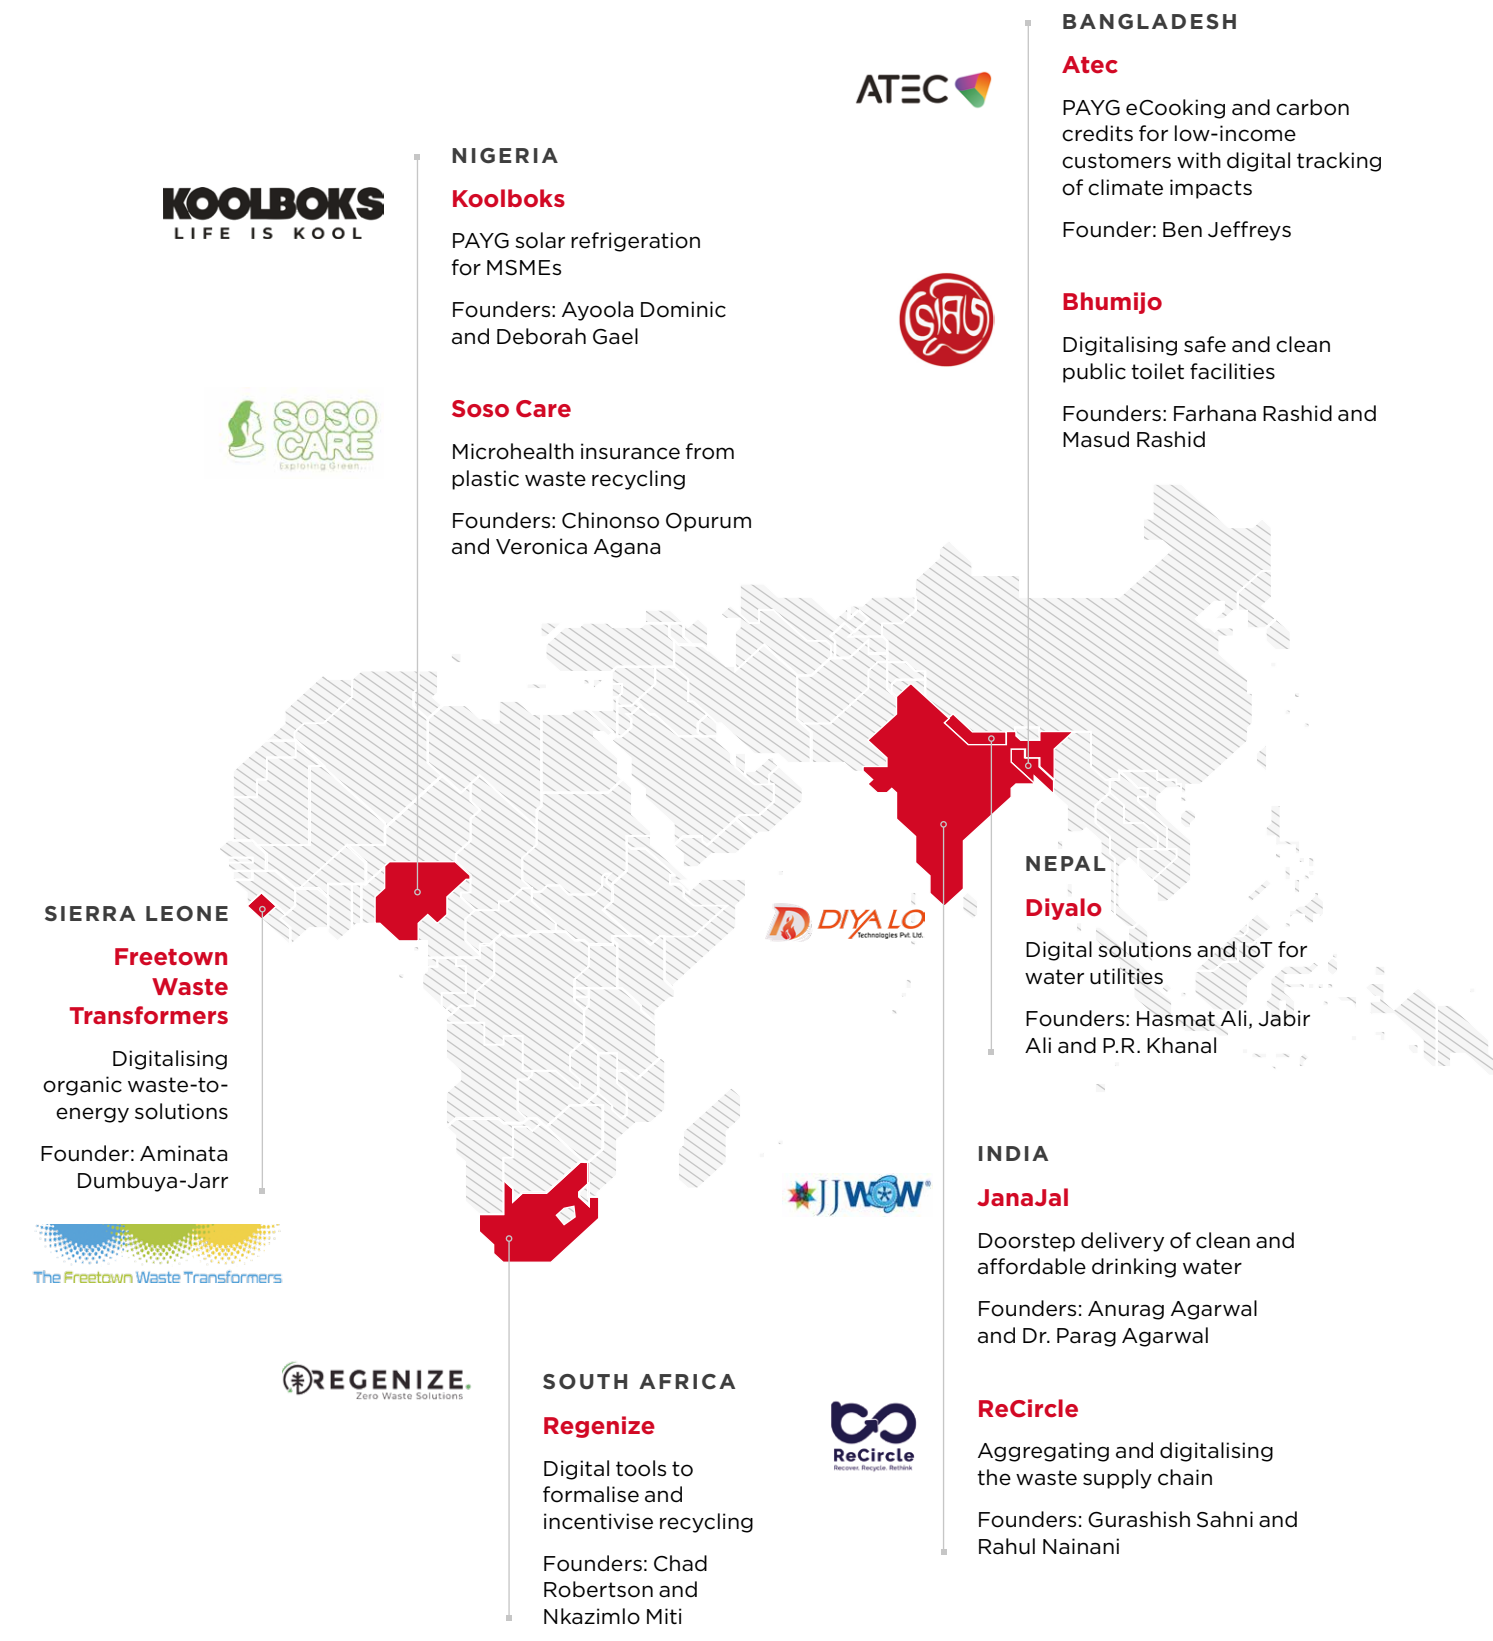 BANGLADESH
ATEC
Atec
PAYG eCooking and carbon
credits for low-income
customers with digital tracking
of climate impacts
Founder: Ben Jeffreys
Bhumijo
Digitalising safe and clean
public toilet facilities
Founders: Farhana Rashid and
Masud Rashid
NIGERIA
KOOLBOKS
LIFE IS KOOL
Koolboks
PAYG solar refrigeration
for MSMEs
Founders: Ayoola Dominic
and Deborah Gael
SOSO
CARE
Exploring Green...
Soso Care
Microhealth insurance from
plastic waste recycling
Founders: Chinonso Opurum
and Veronica Agana
SIERRA LEONE
Freetown
Waste
Transformers
Digitalising
organic waste-to-
energy solutions
Founder: Aminata
Dumbuya-Jarr
The Freetown Waste Transformers
NEPAL
DIYALO
Technologies Pvt. Ltd.
Diyalo
Digital solutions and IoT for
water utilities
Founders: Hasmat Ali, Jabir
Ali and P.R. Khanal
INDIA
JJWOW®
JanaJal
Doorstep delivery of clean and
affordable drinking water
Founders: Anurag Agarwal
and Dr. Parag Agarwal
ReCircle
Recover. Recycle. Rethink
ReCircle
Aggregating and digitalising
the waste supply chain
Founders: Gurashish Sahni and
Rahul Nainani
REGENIZE.
Zero Waste Solutions
SOUTH AFRICA
Regenize
Digital tools to
formalise and
incentivise recycling
Founders: Chad
Robertson and
Nkazimlo Miti